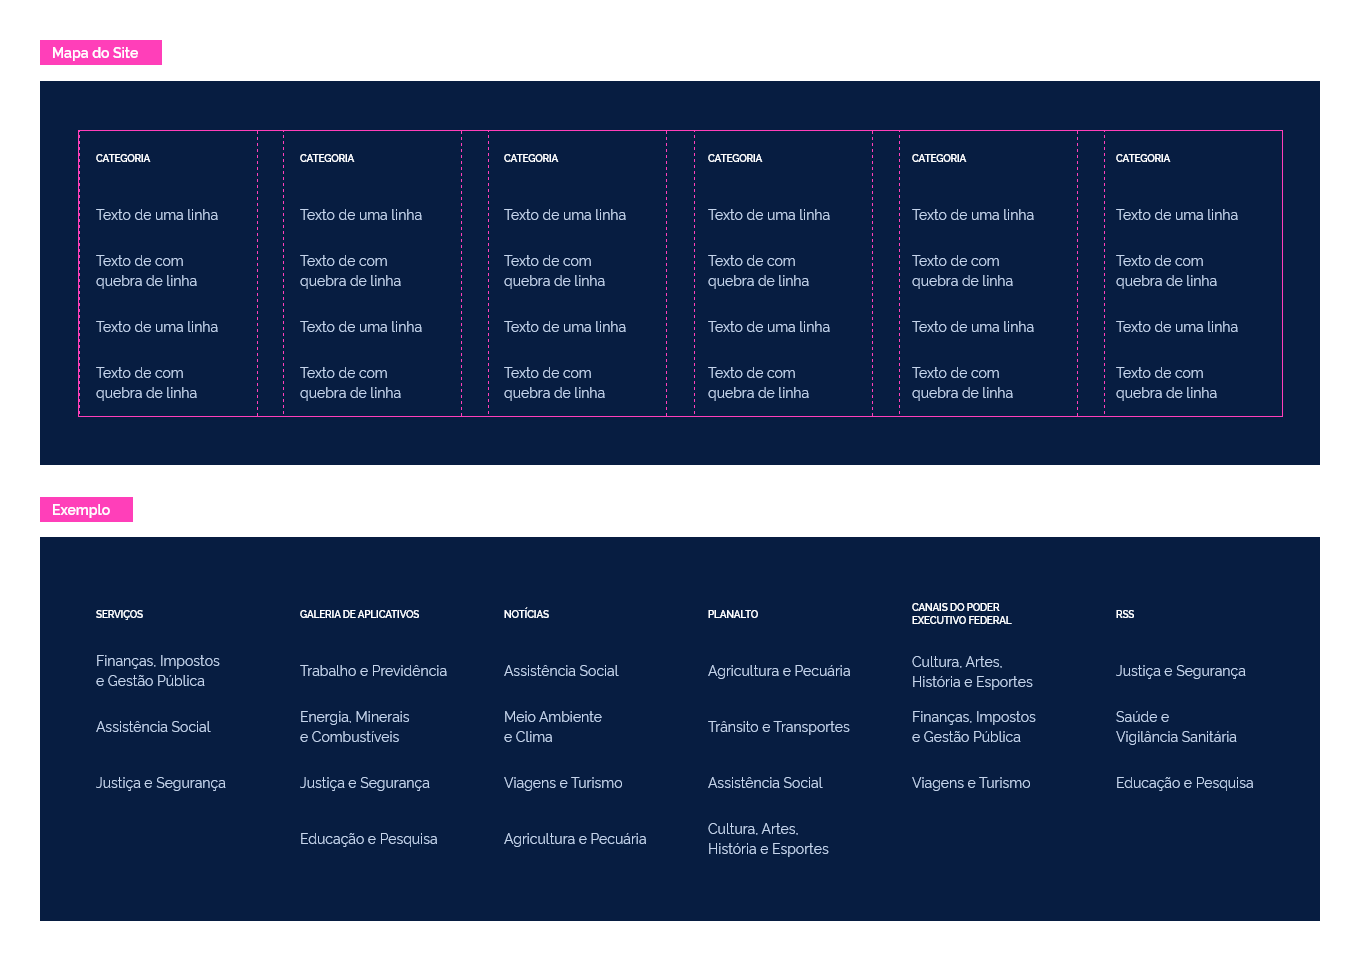 Mapa do Site
CATEGORIA
Texto de uma linha
Texto de com
quebra de linha
Texto de uma linha
Texto de com
quebra de linha
CATEGORIA
Texto de uma linha
Texto de com
quebra de linha
Texto de uma linha
Texto de com
quebra de linha
CATEGORIA
Texto de uma linha
Texto de com
quebra de linha
Texto de uma linha
Texto de com
quebra de linha
CATEGORIA
Texto de uma linha
Texto de com
quebra de linha
Texto de uma linha
Texto de com
quebra de linha
CATEGORIA
Texto de uma linha
Texto de com
quebra de linha
Texto de uma linha
Texto de com
quebra de linha
CATEGORIA
Texto de uma linha
Texto de com
quebra de linha
Texto de uma linha
Texto de com
quebra de linha
Exemplo
SERVIÇOS
Finanças, Impostos
e Gestão Pública
Assistência Social
Justiça e Segurança
GALERIA DE APLICATIVOS
Trabalho e Previdência
Energia, Minerais
e Combustíveis
Justiça e Segurança
Educação e Pesquisa
NOTÍCIAS
Assistência Social
Meio Ambiente
e Clima
Viagens e Turismo
Agricultura e Pecuária
PLANALTO
Agricultura e Pecuária
Trânsito e Transportes
Assistência Social
Cultura, Artes,
História e Esportes
CANAIS DO PODER
EXECUTIVO FEDERAL
Cultura, Artes,
História e Esportes
Finanças, Impostos
e Gestão Pública
Viagens e Turismo
RSS
Justiça e Segurança
Saúde e
Vigilância Sanitária
Educação e Pesquisa